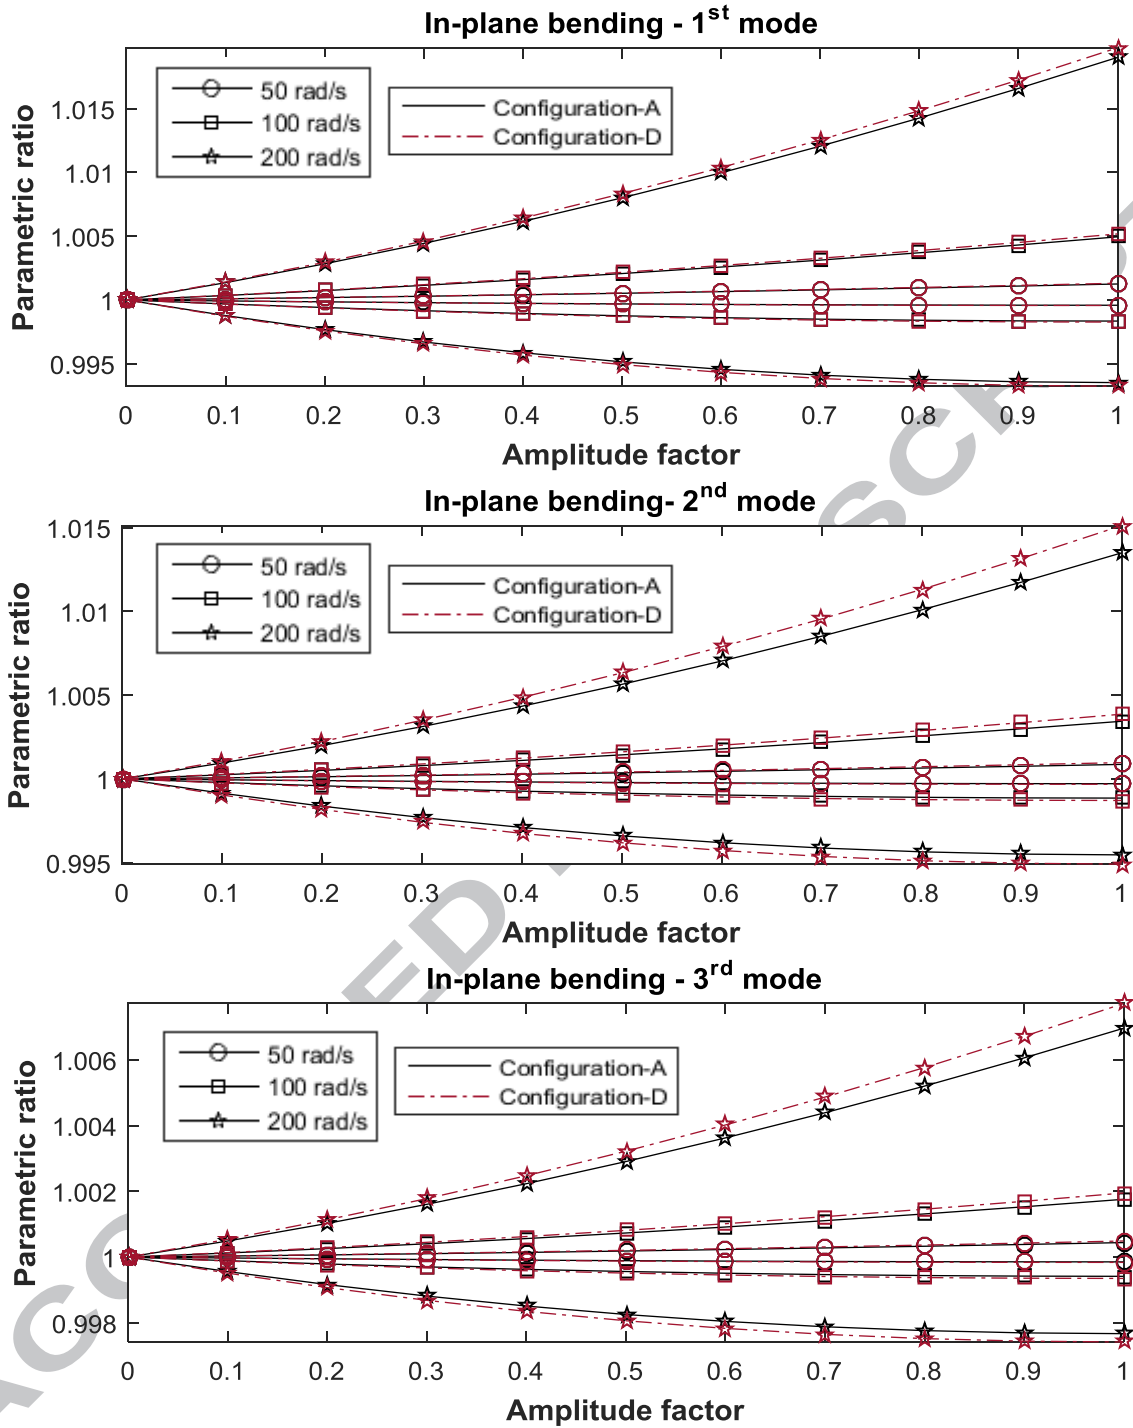 In-plane bending - 1st mode
50 rad/s
100 rad/s
200 rad/s
Configuration-A
Configuration-D
Parametric ratio
1.015
1.01
1.005
1
0.995
0 0.1 0.2 0.3 0.4 0.5 0.6 0.7 0.8 0.9 1
Amplitude factor
In-plane bending- 2nd mode
50 rad/s
100 rad/s
200 rad/s
Configuration-A
Configuration-D
Parametric ratio
1.015
1.01
1.005
1
0.995
0 0.1 0.2 0.3 0.4 0.5 0.6 0.7 0.8 0.9 1
Amplitude factor
In-plane bending - 3rd mode
50 rad/s
100 rad/s
200 rad/s
Configuration-A
Configuration-D
Parametric ratio
1.006
1.004
1.002
1
0.998
0 0.1 0.2 0.3 0.4 0.5 0.6 0.7 0.8 0.9 1
Amplitude factor